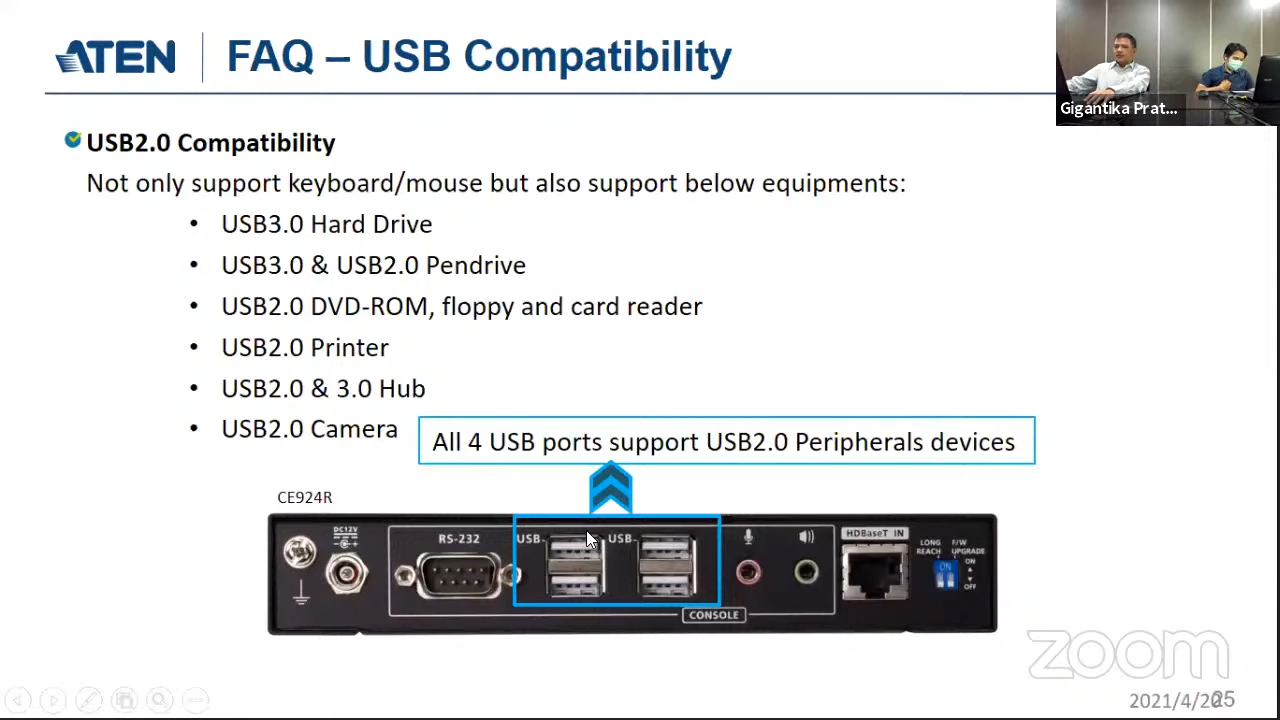 ATEN
FAQ – USB Compatibility
Gigantika Prat...
USB2.0 Compatibility
Not only support keyboard/mouse but also support below equipments:
• USB3.0 Hard Drive
• USB3.0 & USB2.0 Pendrive
• USB2.0 DVD-ROM, floppy and card reader
• USB2.0 Printer
• USB2.0 & 3.0 Hub
• USB2.0 Camera
All 4 USB ports support USB2.0 Peripherals devices
CE924R
DC12V
RS-232
USB
USB
HDBaseT IN
LONG REACH
F/W UPGRADE
ON
ON
OFF
CONSOLE
zoom
2021/4/20
25